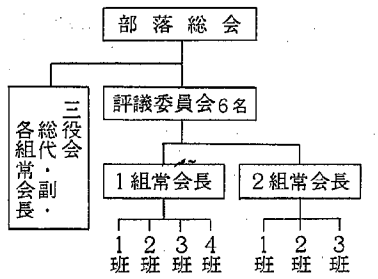 部落総会
三役会
総代・副・
各組常会長
評議委員会6名
1組常会長
2組常会長
1班
2班
3班
4班
1班
2班
3班